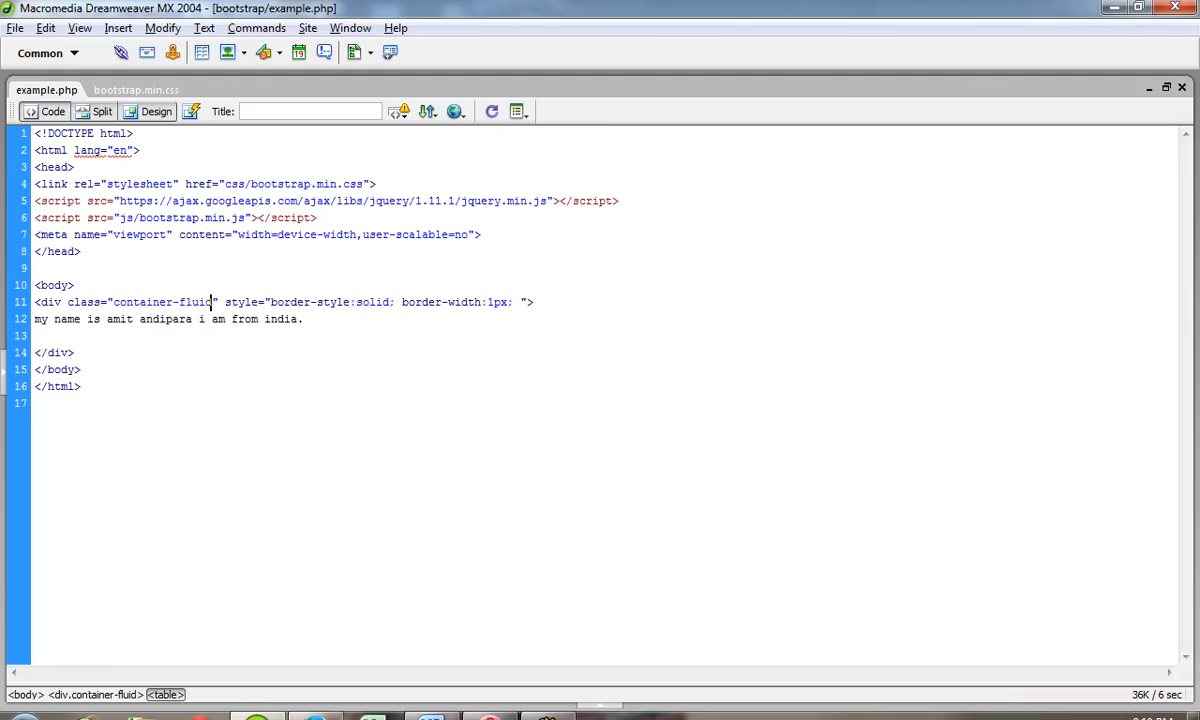 Macromedia Dreamweaver MX 2004 - [bootstrap/example.php]
File Edit View Insert Modify Text Commands Site Window Help
Common
example.php bootstrap.min.css
Code Split Design Title:
1 <!DOCTYPE html>
2 <html lang="en">
3 <head>
4 <link rel="stylesheet" href="css/bootstrap.min.css">
5 <script src="https://ajax.googleapis.com/ajax/libs/jquery/1.11.1/jquery.min.js"></script>
6 <script src="js/bootstrap.min.js"></script>
7 <meta name="viewport" content="width=device-width,user-scalable=no">
8 </head>
9
10 <body>
11 <div class="container-fluid" style="border-style:solid; border-width:1px; ">
12 my name is amit andipara i am from india.
13
14 </div>
15 </body>
16 </html>
17
<body> <div.container-fluid> <table> 36K / 6 sec